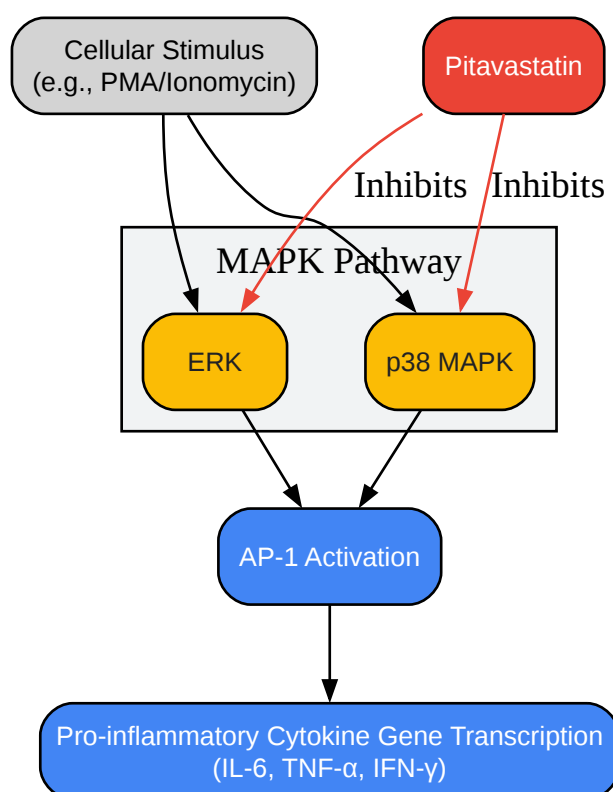 Cellular Stimulus
(e.g., PMA/Ionomycin)
Pitavastatin
Inhibits
Inhibits
MAPK Pathway
ERK
p38 MAPK
AP-1 Activation
Pro-inflammatory Cytokine Gene Transcription
(IL-6, TNF-α, IFN-γ)